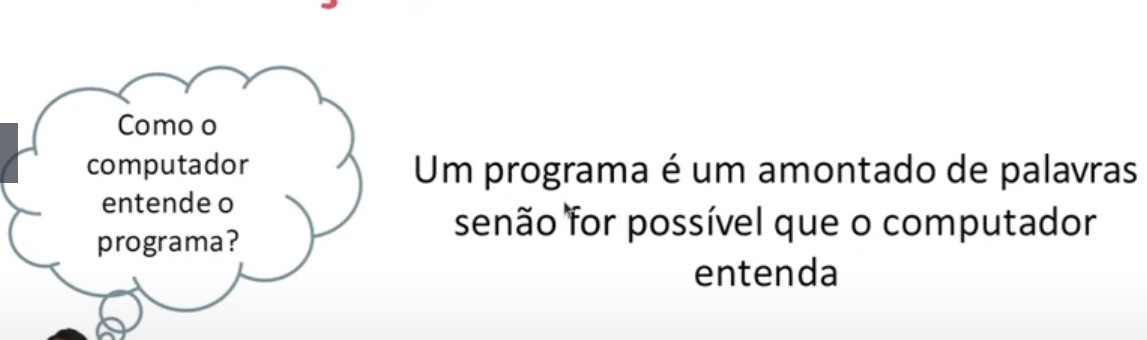 Como o
computador
entende o
programa?
Um programa é um amontado de palavras
senão for possível que o computador
entenda